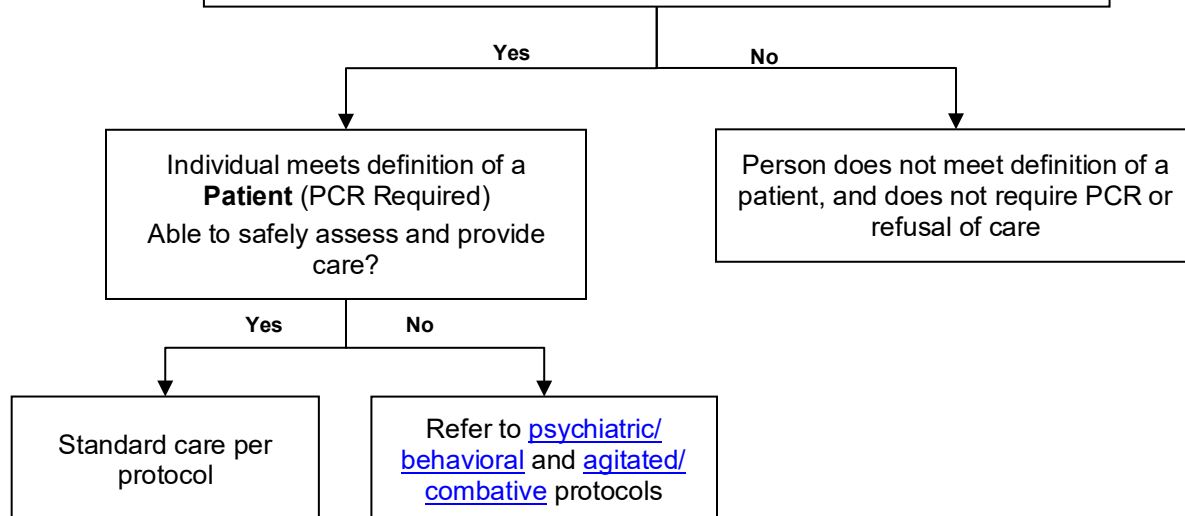 Yes
No
Individual meets definition of a
Patient (PCR Required)
Able to safely assess and provide
care?
Person does not meet definition of a
patient, and does not require PCR or
refusal of care
Yes
No
Standard care per
protocol
Refer to psychiatric/
behavioral and agitated/
combative protocols